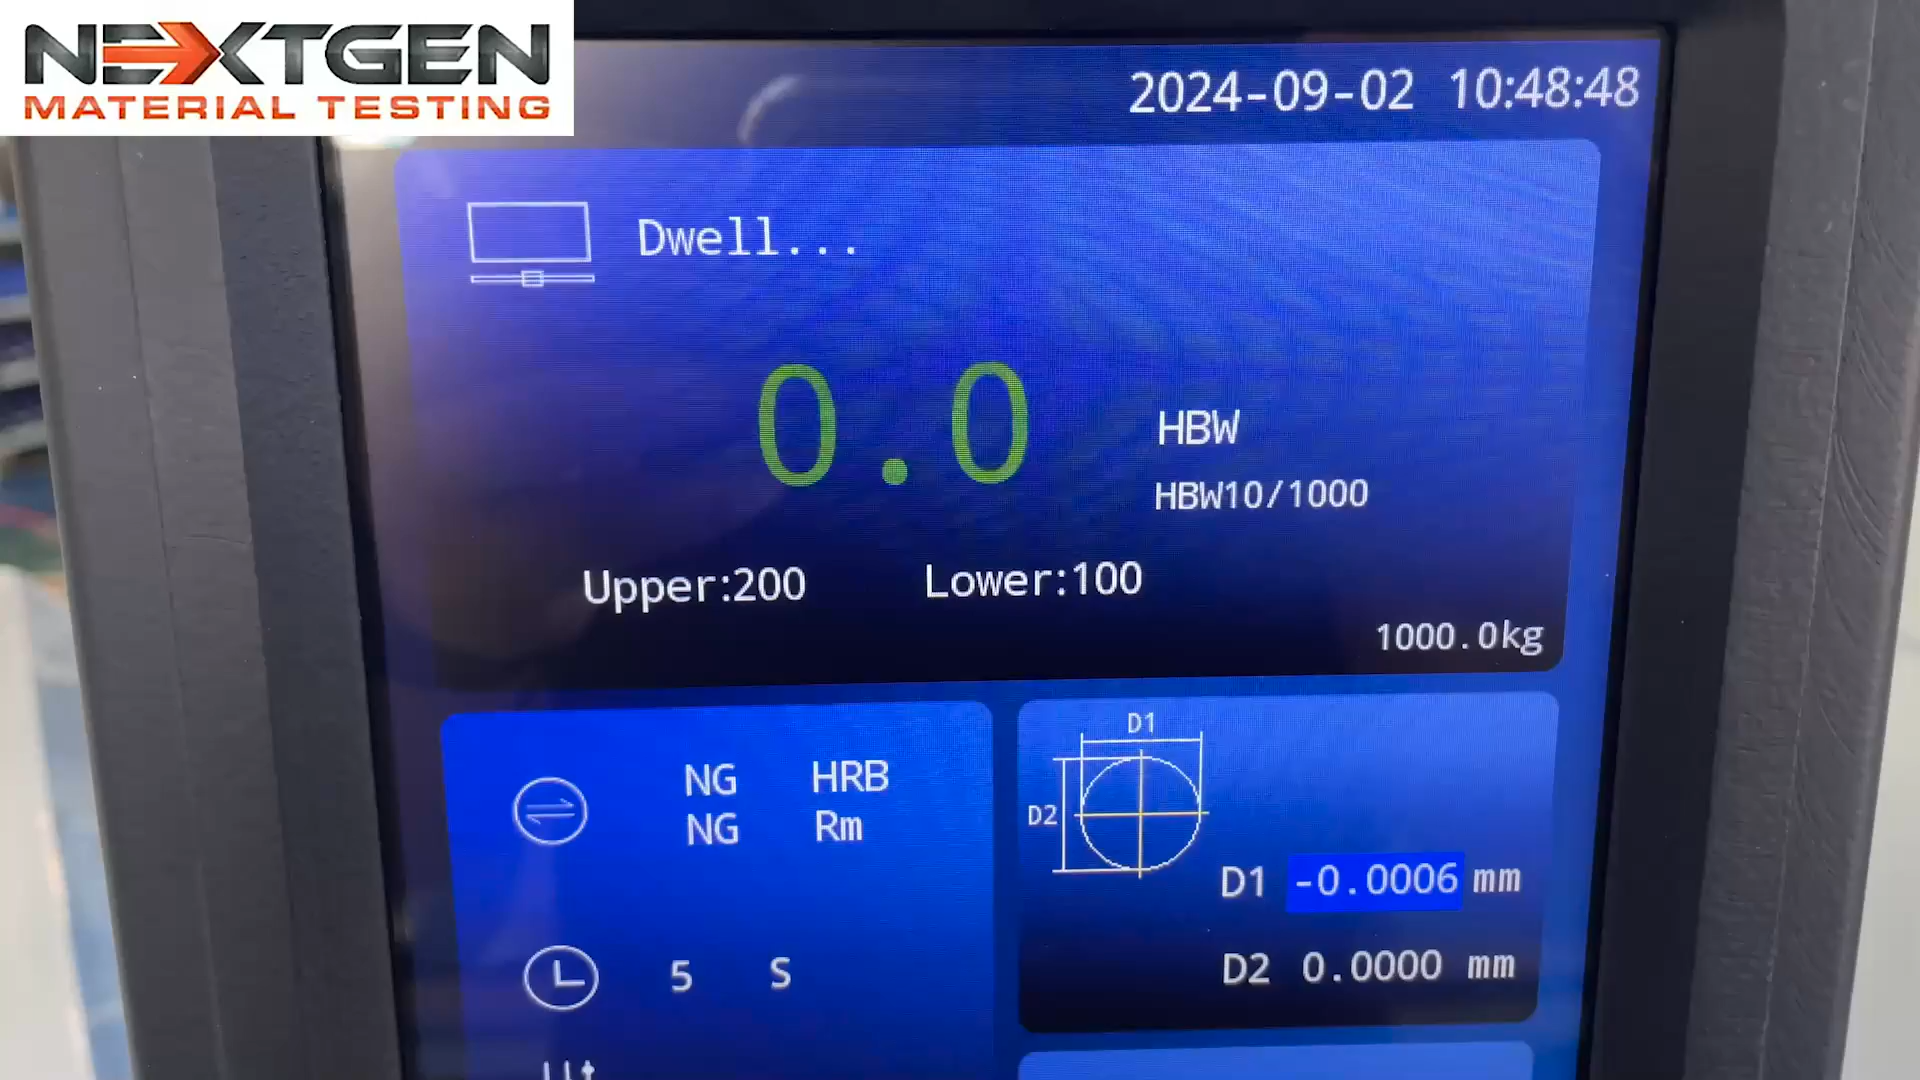 NEXTGEN
MATERIAL TESTING
2024-09-02 10:48:48
Dwell...
0.0
HBW
HBW10/1000
Upper:200 Lower:100
1000.0kg
NG HRB
NG Rm
5 S
D1
D2
D1 -0.0006 mm
D2 0.0000 mm